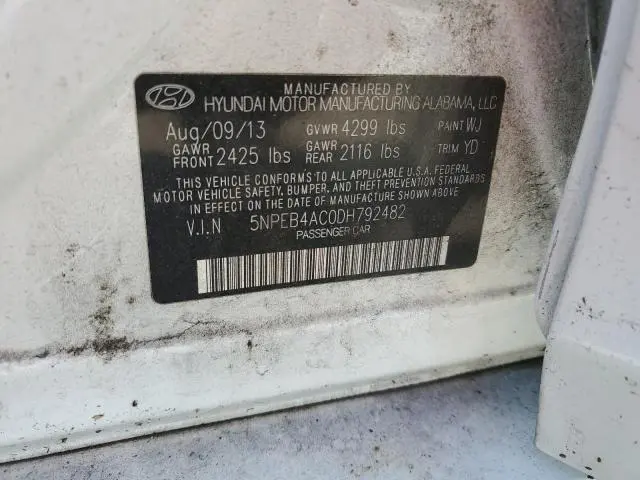 MANUFACTURED BY
HYUNDAI MOTOR MANUFACTURING ALABAMA, LLC
Aug/09/13 GVWR 4299 lbs PAINT WJ
GAWR FRONT 2425 lbs GAWR REAR 2116 lbs TRIM YD
THIS VEHICLE CONFORMS TO ALL APPLICABLE U.S.A. FEDERAL
MOTOR VEHICLE SAFETY, BUMPER, AND THEFT PREVENTION STANDARDS
IN EFFECT ON THE DATE OF MANUFACTURE SHOWN ABOVE.
V.I.N 5NPEB4AC0DH792482
PASSENGER CAR